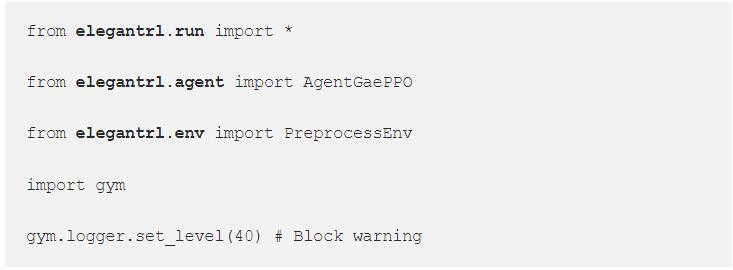 from elegantrl.run import *
from elegantrl.agent import AgentGaePPO
from elegantrl.env import PreprocessEnv
import gym
gym.logger.set_level(40) # Block warning